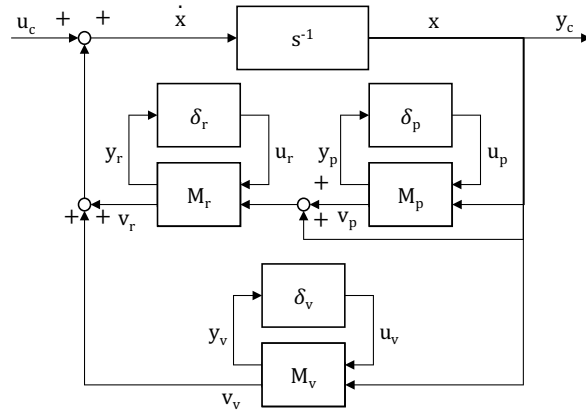 u_c + + ẋ s⁻¹ x y_c
δ_r δ_p
y_r u_r y_p u_p
M_r + M_p
+ + v_r + v_p
δ_v
y_v u_v
M_v
v_v